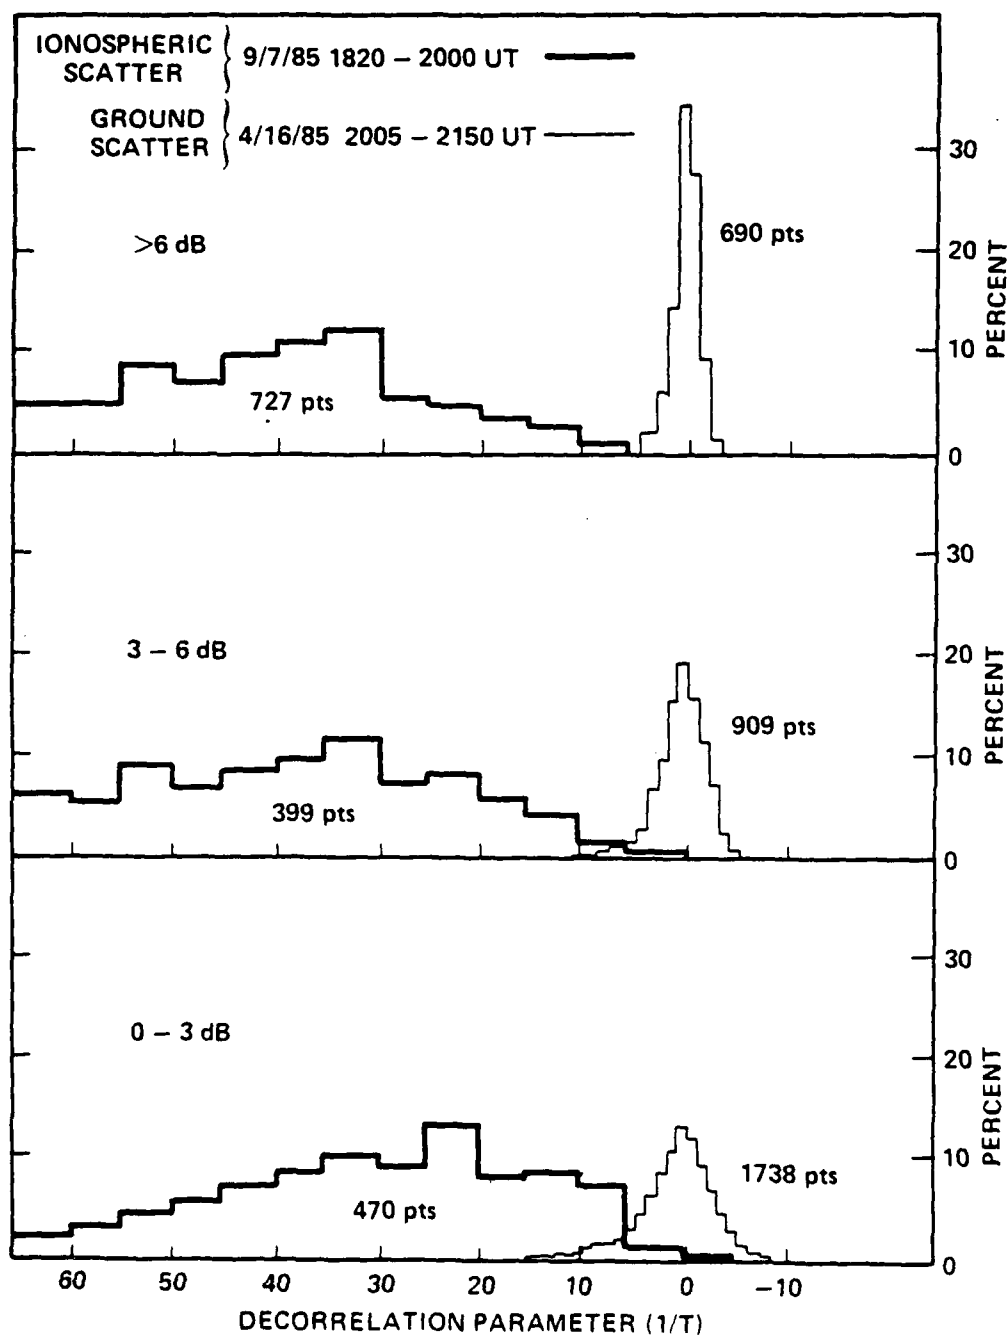 IONOSPHERIC SCATTER { 9/7/85 1820 – 2000 UT
GROUND SCATTER { 4/16/85 2005 – 2150 UT
30
>6 dB
690 pts
20
PERCENT
10
727 pts
0
30
3 – 6 dB
20
909 pts
PERCENT
10
399 pts
0
30
0 – 3 dB
20
PERCENT
10
1738 pts
470 pts
0
60 50 40 30 20 10 0 –10
DECORRELATION PARAMETER (1/T)